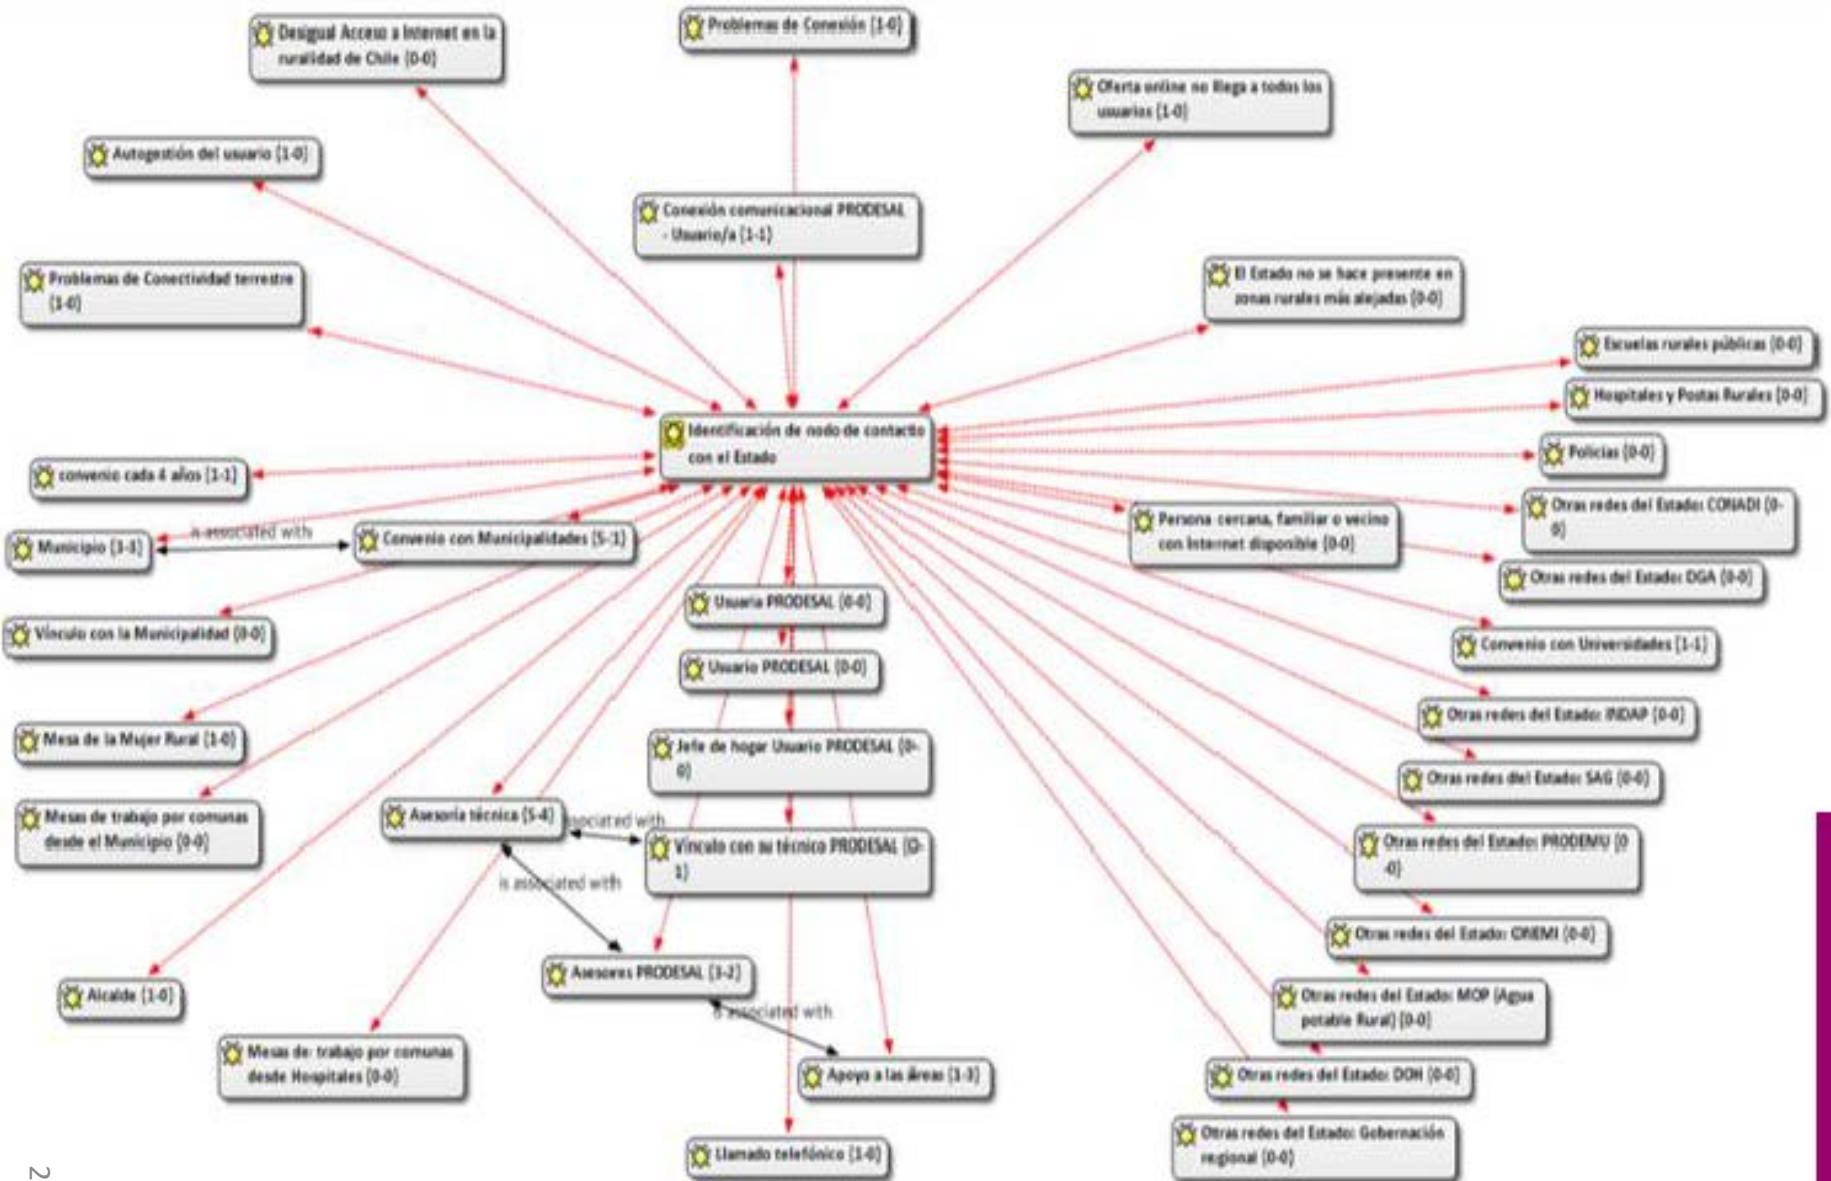 Desigual Acceso a Internet en la
ruralidad de Chile {0-0}
Problemas de Conexión {1-0}
Oferta online no llega a todos los
usuarios {1-0}
Autogestión del usuario {1-0}
Conexión comunicacional PRODESAL
- Usuario/a {1-1}
Problemas de Conectividad terrestre
{1-0}
El Estado no se hace presente en
zonas rurales más alejadas {0-0}
Escuelas rurales públicas {0-0}
Hospitales y Postas Rurales {0-0}
Identificación de nodo de contacto
con el Estado
Policías {0-0}
convenio cada 4 años {1-1}
Otras redes del Estado: CONADI {0-
0}
Persona cercana, familiar o vecino
con Internet disponible {0-0}
is associated with
Municipio {3-3}
Convenio con Municipalidades {5-1}
Otras redes del Estado: DGA {0-0}
Usuaria PRODESAL {0-0}
Vínculo con la Municipalidad {0-0}
Convenio con Universidades {1-1}
Usuario PRODESAL {0-0}
Otras redes del Estado: INDAP {0-0}
Mesa de la Mujer Rural {1-0}
Jefe de hogar Usuario PRODESAL {0-
0}
Otras redes del Estado: SAG {0-0}
Mesas de trabajo por comunas
desde el Municipio {0-0}
Asesoría técnica {5-4}
sociated with
Vínculo con su técnico PRODESAL {0-
1}
Otras redes del Estado: PRODEMU {0
-0}
is associated with
Otras redes del Estado: ONEMI {0-0}
Asesores PRODESAL {3-2}
Alcalde {1-0}
is associated with
Otras redes del Estado: MOP (Agua
potable Rural) {0-0}
Mesas de trabajo por comunas
desde Hospitales {0-0}
Apoyo a las áreas {1-3}
Otras redes del Estado: DOH {0-0}
Llamado telefónico {1-0}
Otras redes del Estado: Gobernación
regional {0-0}
2